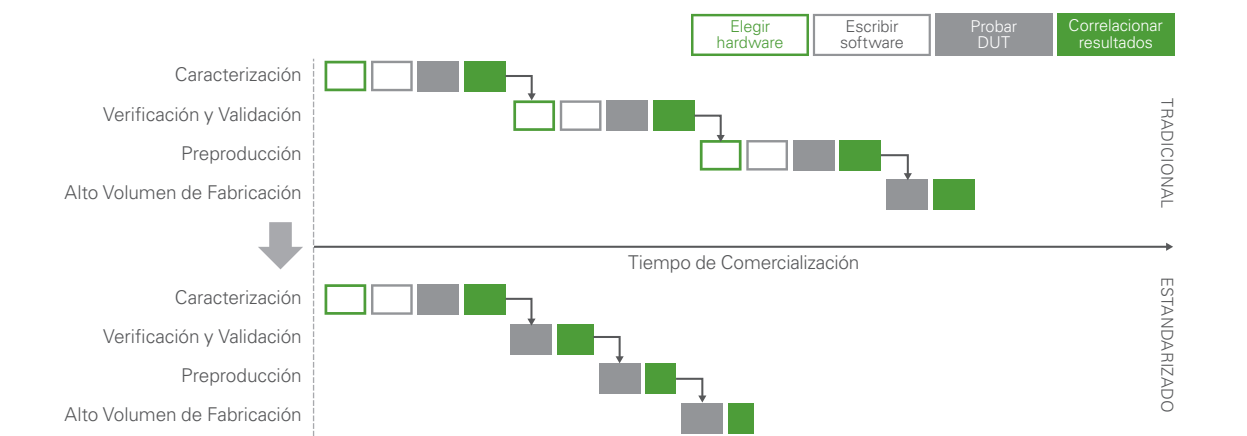 Elegir
hardware
Escribir
software
Probar
DUT
Correlacionar
resultados
Caracterización
Verificación y Validación
Preproducción
Alto Volumen de Fabricación
TRADICIONAL
Tiempo de Comercialización
Caracterización
Verificación y Validación
Preproducción
Alto Volumen de Fabricación
ESTANDARIZADO